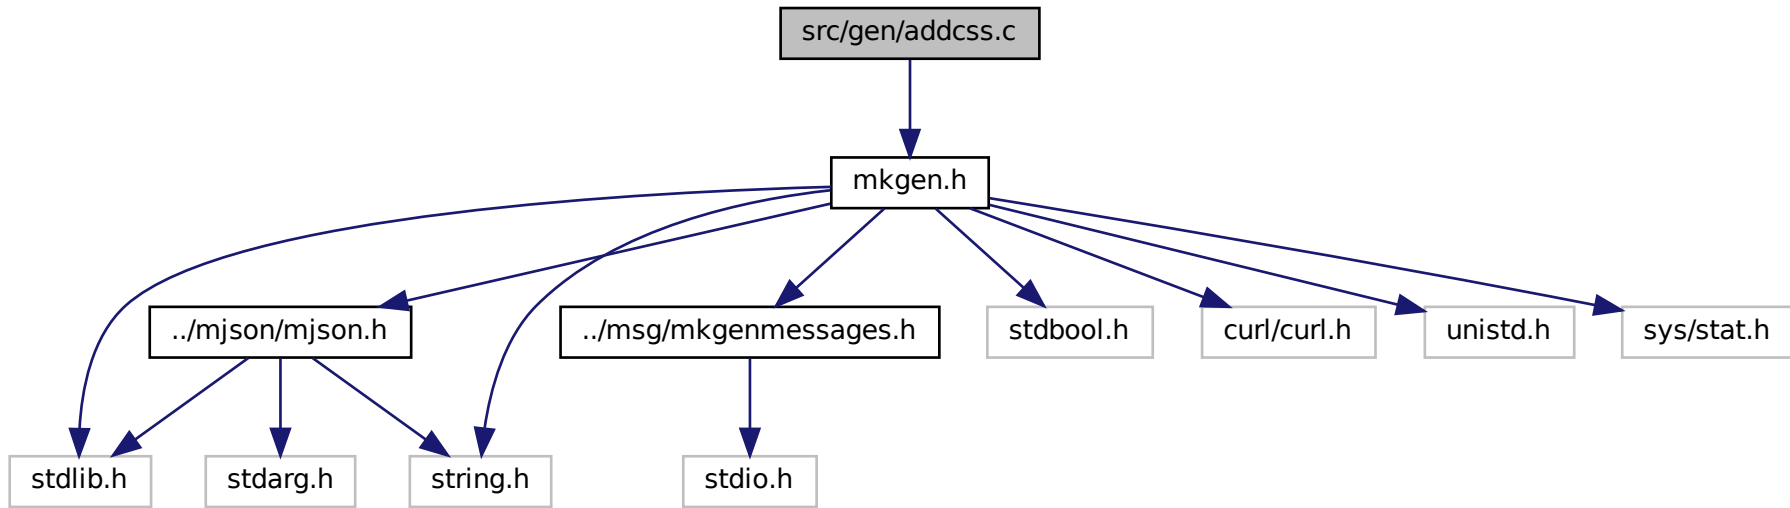 src/gen/addcss.c
mkgen.h
../mjson/mjson.h
../msg/mkgenmessages.h
stdbool.h
curl/curl.h
unistd.h
sys/stat.h
stdlib.h
stdarg.h
string.h
stdio.h